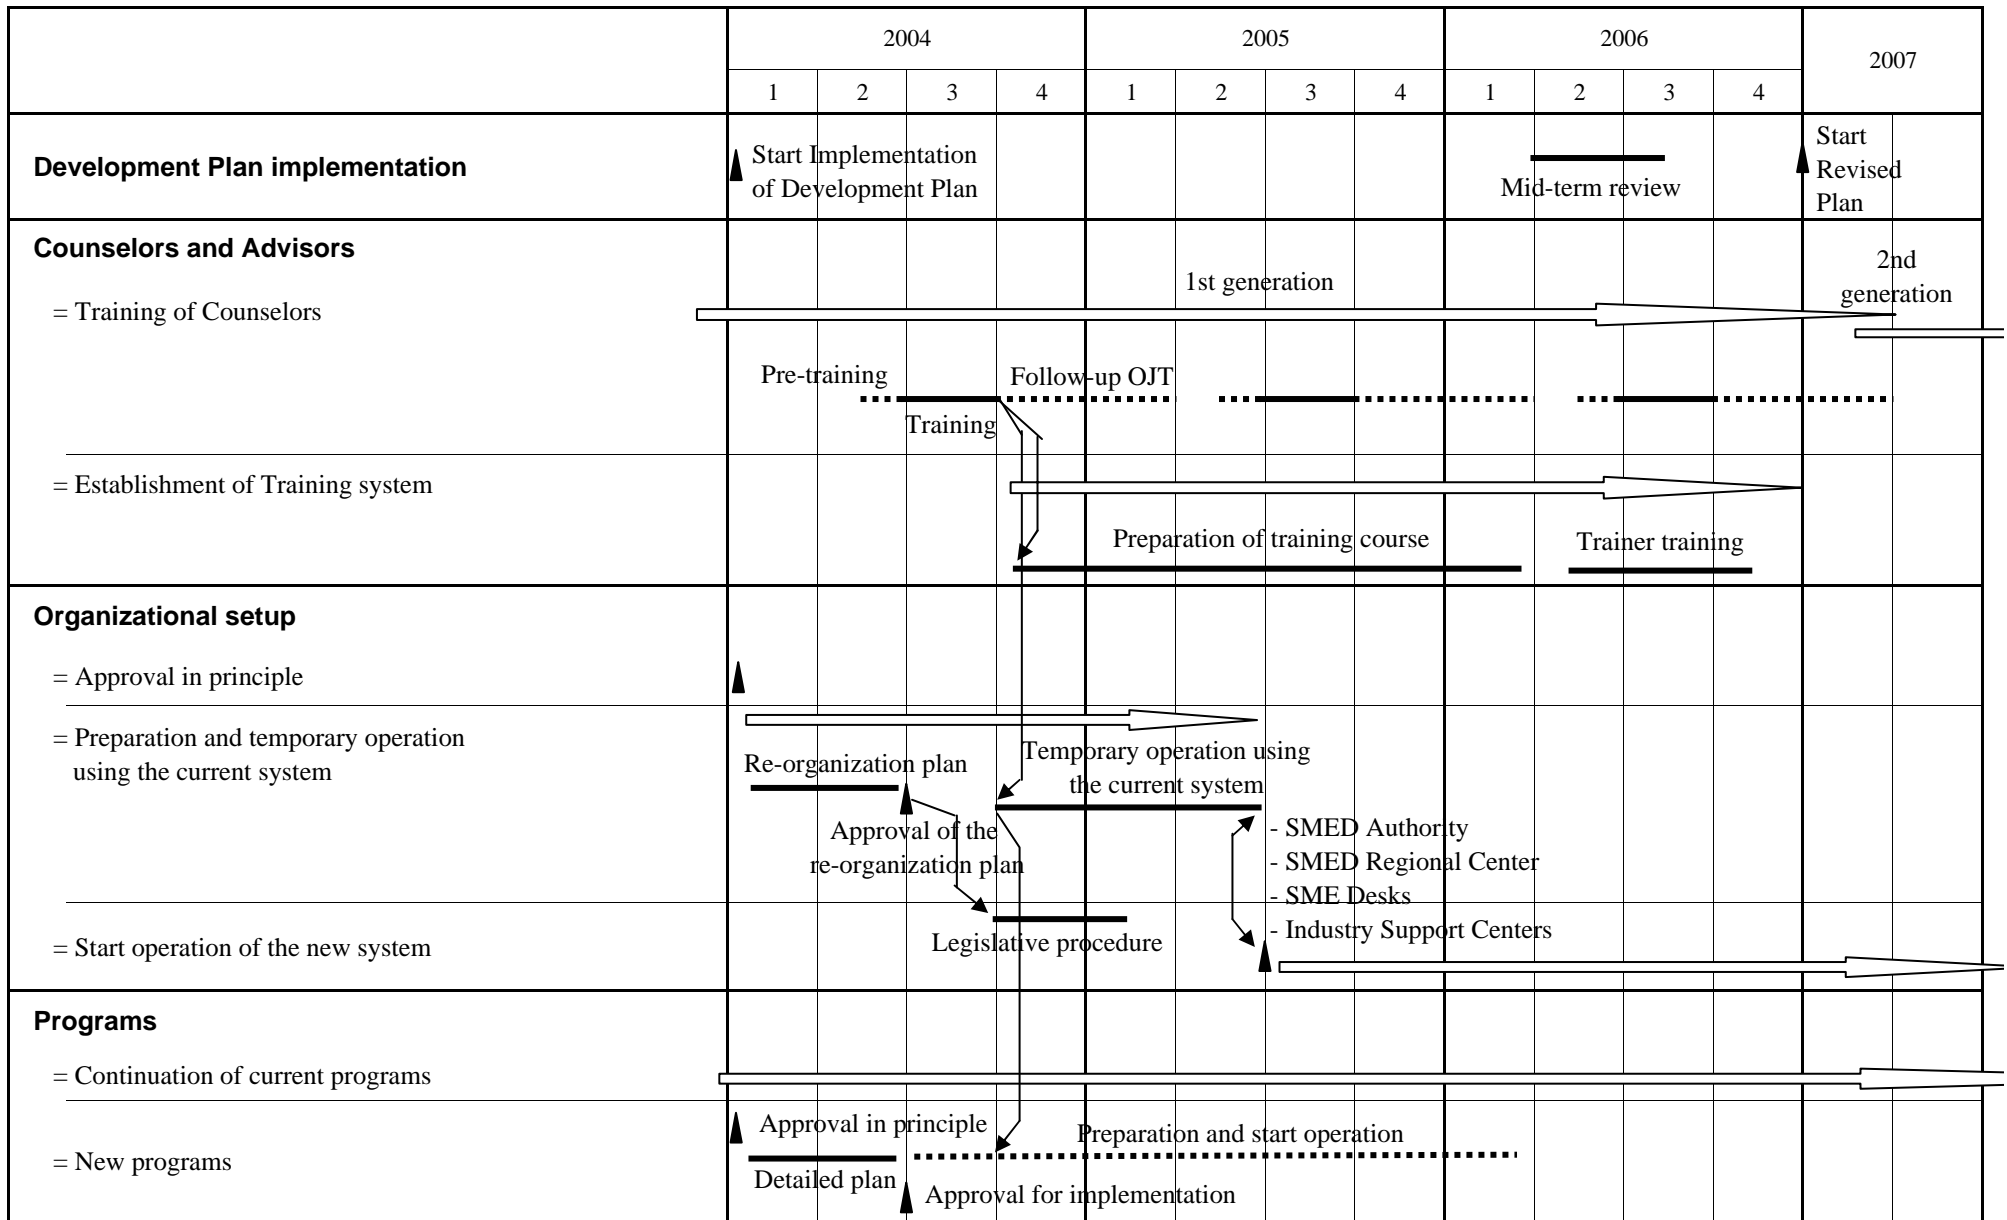 2004
2005
2006
2007
1
2
3
4
1
2
3
4
1
2
3
4
Development Plan implementation
Start Implementation
of Development Plan
Mid-term review
Start
Revised
Plan
Counselors and Advisors
= Training of Counselors
1st generation
2nd
generation
Pre-training
Follow-up OJT
Training
= Establishment of Training system
Preparation of training course
Trainer training
Organizational setup
= Approval in principle
= Preparation and temporary operation
using the current system
Re-organization plan
Temporary operation using
the current system
Approval of the
re-organization plan
- SMED Authority
- SMED Regional Center
- SME Desks
- Industry Support Centers
Legislative procedure
= Start operation of the new system
Programs
= Continuation of current programs
Approval in principle
Preparation and start operation
= New programs
Detailed plan
Approval for implementation